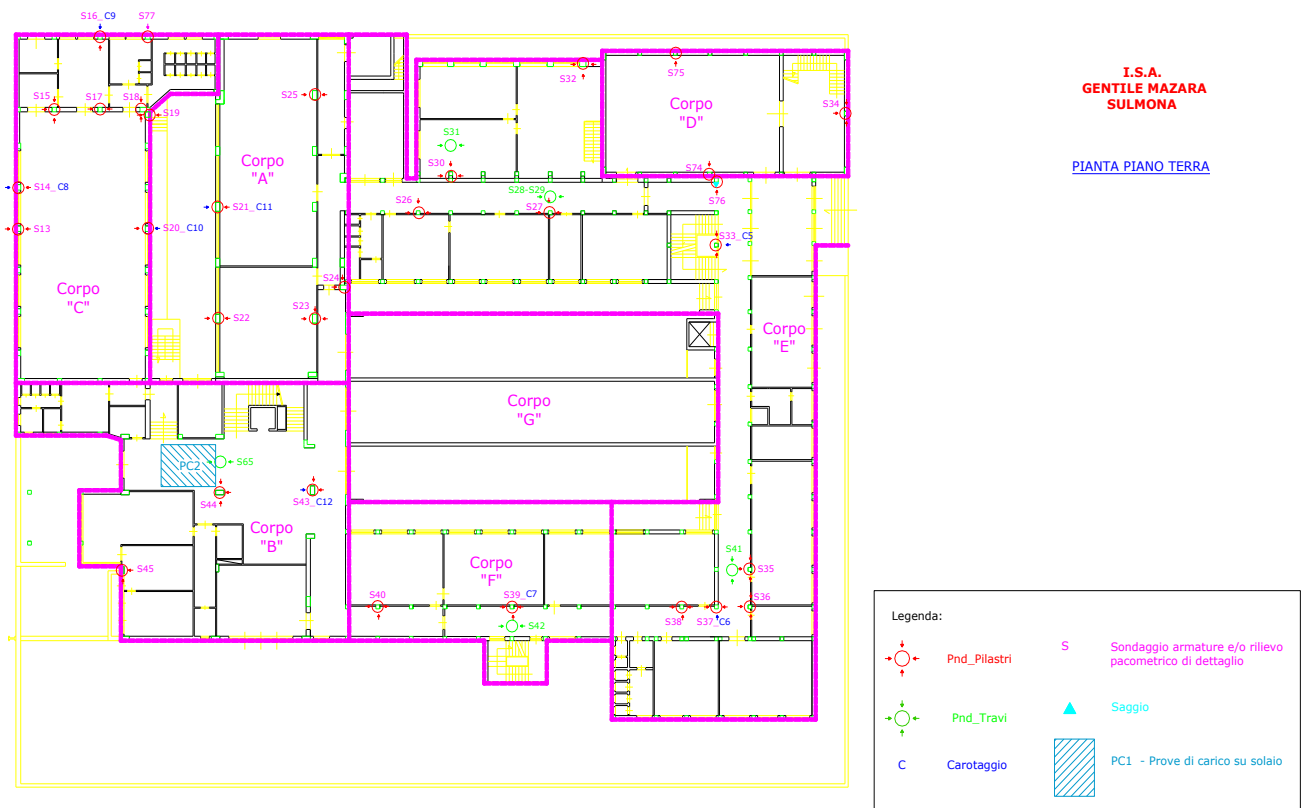 S16_C9
S77
I.S.A.
GENTILE MAZARA
SULMONA
PIANTA PIANO TERRA
S32
S75
S15
S17
S18
S19
S25
Corpo
"D"
S34
S31
S30
Corpo
"A"
S74
S14_C8
S28-S29
S76
S21_C11
S26
S27
S13
S20_C10
S33_C5
S24
Corpo
"C"
S22
S23
Corpo
"E"
Corpo
"G"
PC2
S65
S44
S43_C12
Corpo
"B"
S45
Corpo
"F"
S41
S35
S40
S39_C7
S38
S37_C6
S36
S42
Legenda:
Pnd_Pilastri
S
Sondaggio armature e/o rilievo
pacometrico di dettaglio
Pnd_Travi
Saggio
C
Carotaggio
PC1 - Prove di carico su solaio